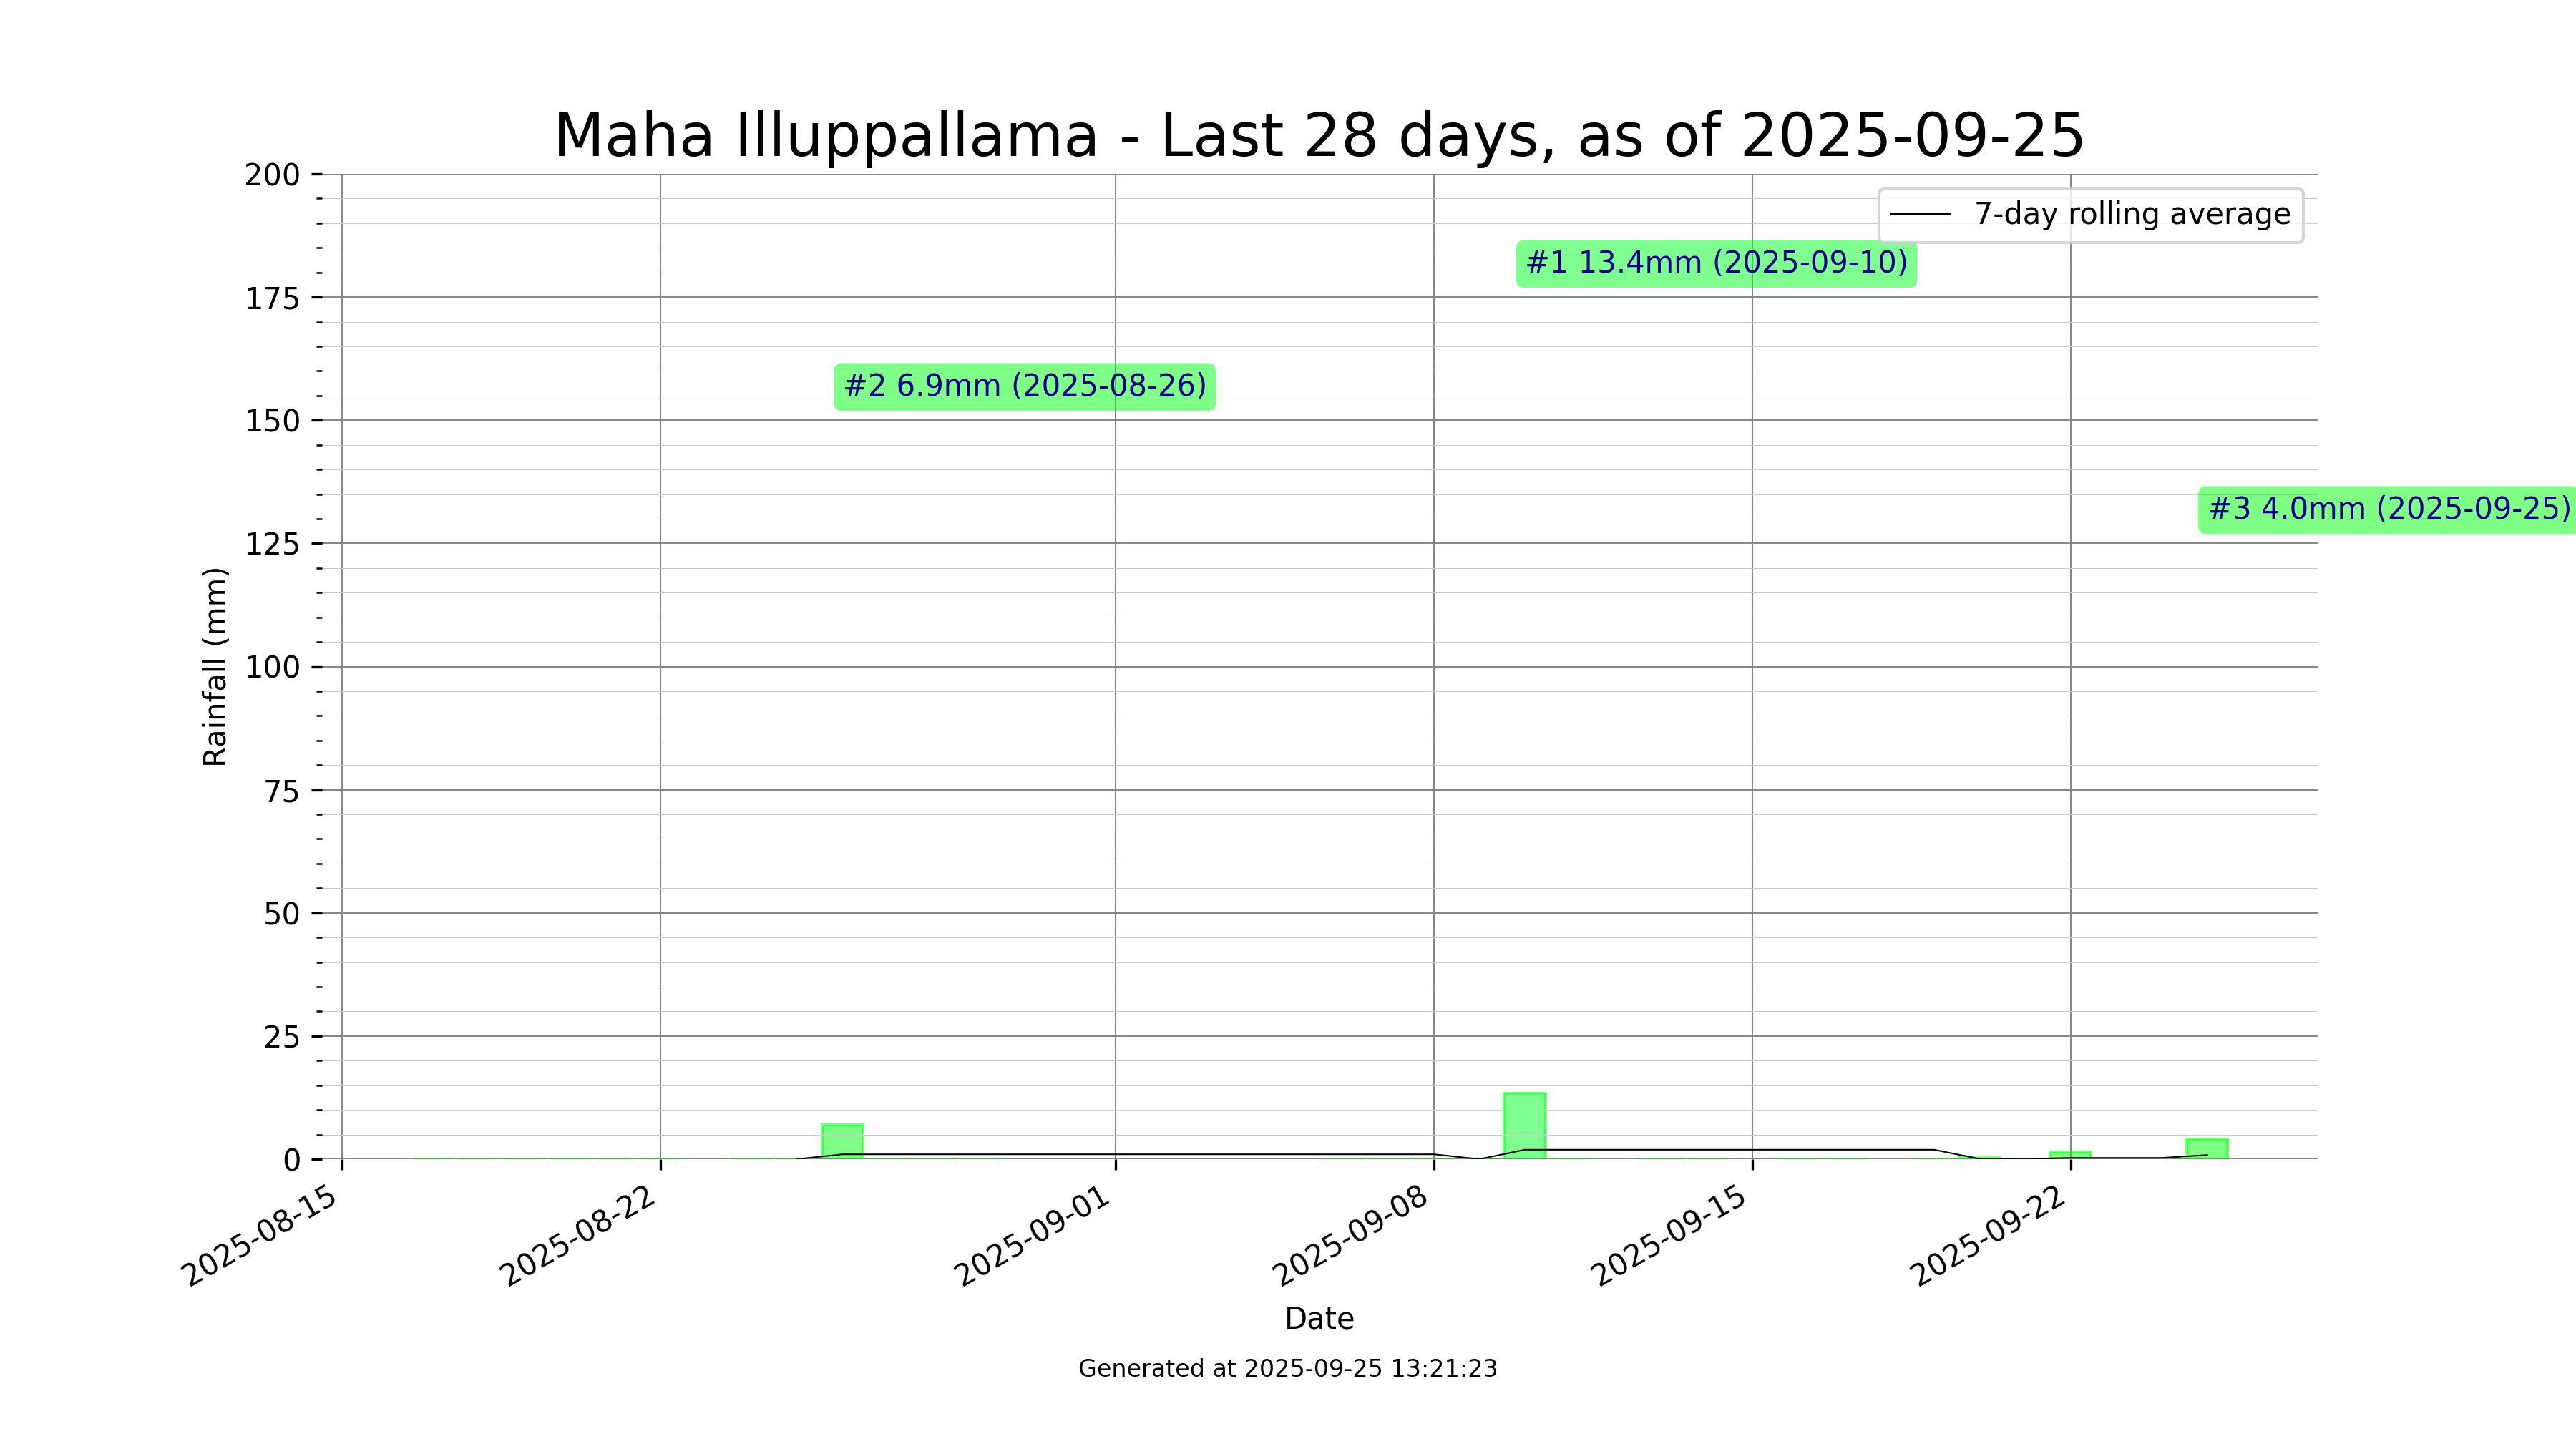 Maha Illuppallama - Last 28 days, as of 2025-09-25
200
7-day rolling average
#1 13.4mm (2025-09-10)
175
#2 6.9mm (2025-08-26)
150
#3 4.0mm (2025-09-25)
125
Rainfall (mm)
100
75
50
25
0
2025-08-15
2025-08-22
2025-09-01
2025-09-08
2025-09-15
2025-09-22
Date
Generated at 2025-09-25 13:21:23